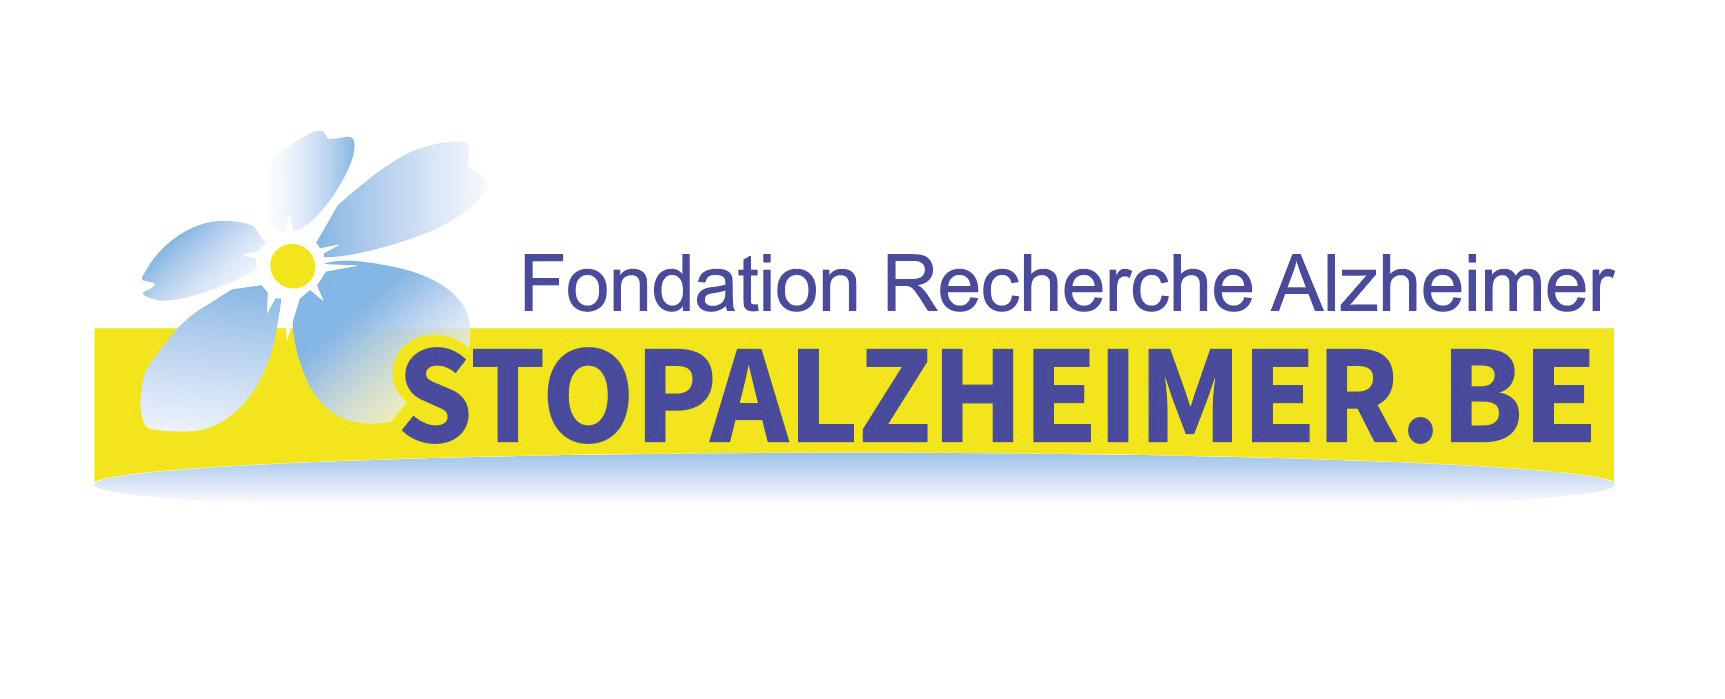 Fondation Recherche Alzheimer
STOPALZHEIMER.BE